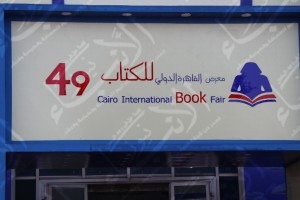 معرض القاهرة الدولي للكتاب 49
Cairo International Book Fair